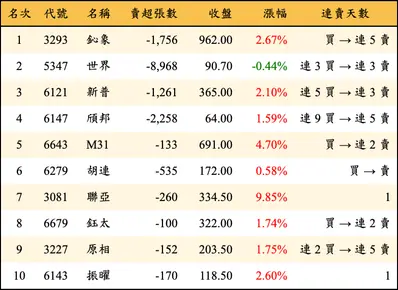 名次 代號 名稱 賣超張數 收盤 漲幅 連賣天數
1 3293 鈊象 -1,756 962.00 2.67% 買 → 連 5 賣
2 5347 世界 -8,968 90.70 -0.44% 連 3 買 → 連 3 賣
3 6121 新普 -1,261 365.00 2.10% 連 5 買 → 連 3 賣
4 6147 頎邦 -2,258 64.00 1.59% 連 9 買 → 連 5 賣
5 6643 M31 -133 691.00 4.70% 買 → 連 2 賣
6 6279 胡連 -535 172.00 0.58% 買 → 賣
7 3081 聯亞 -260 334.50 9.85% 1
8 6679 鈺太 -100 322.00 1.74% 買 → 連 2 賣
9 3227 原相 -152 203.50 1.75% 連 2 買 → 連 5 賣
10 6143 振曜 -170 118.50 2.60% 1